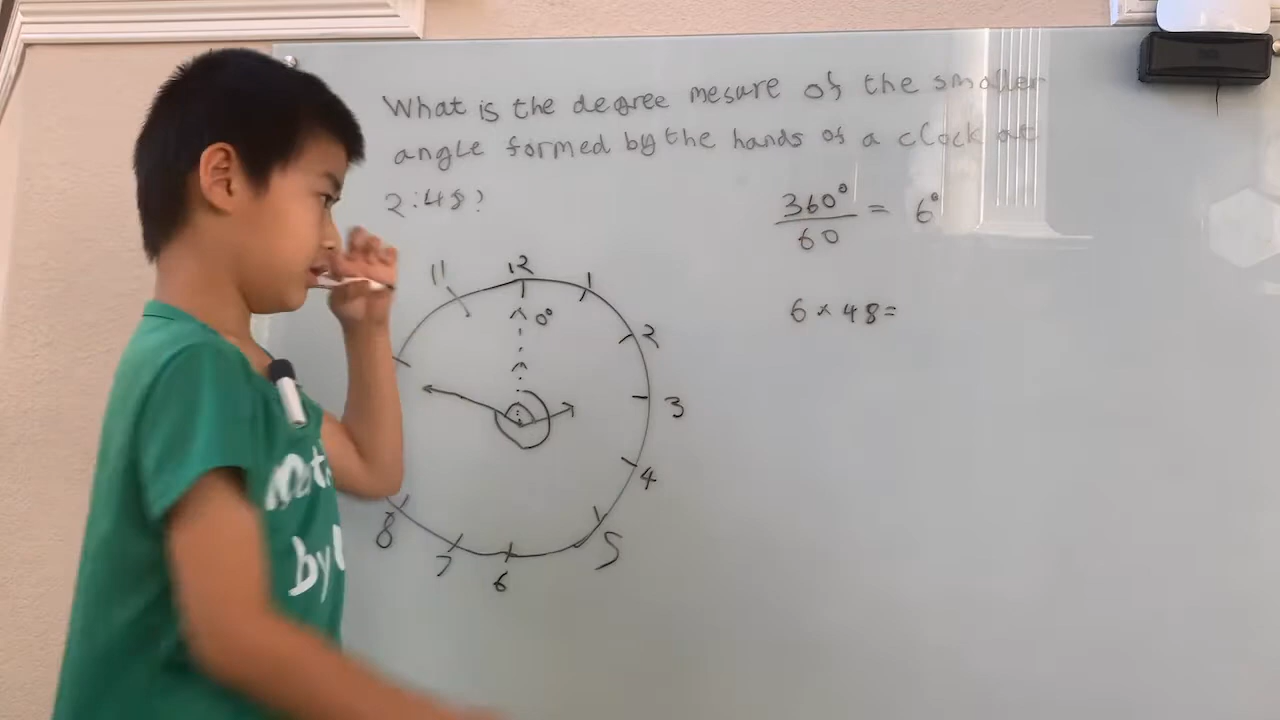 What is the degree mesure of the smaller
angle formed by the hands of a clock at
2:48?
360° = 6°
60
6 × 48 =
11 12 1
0°
2
3
4
8 7 6 5
by